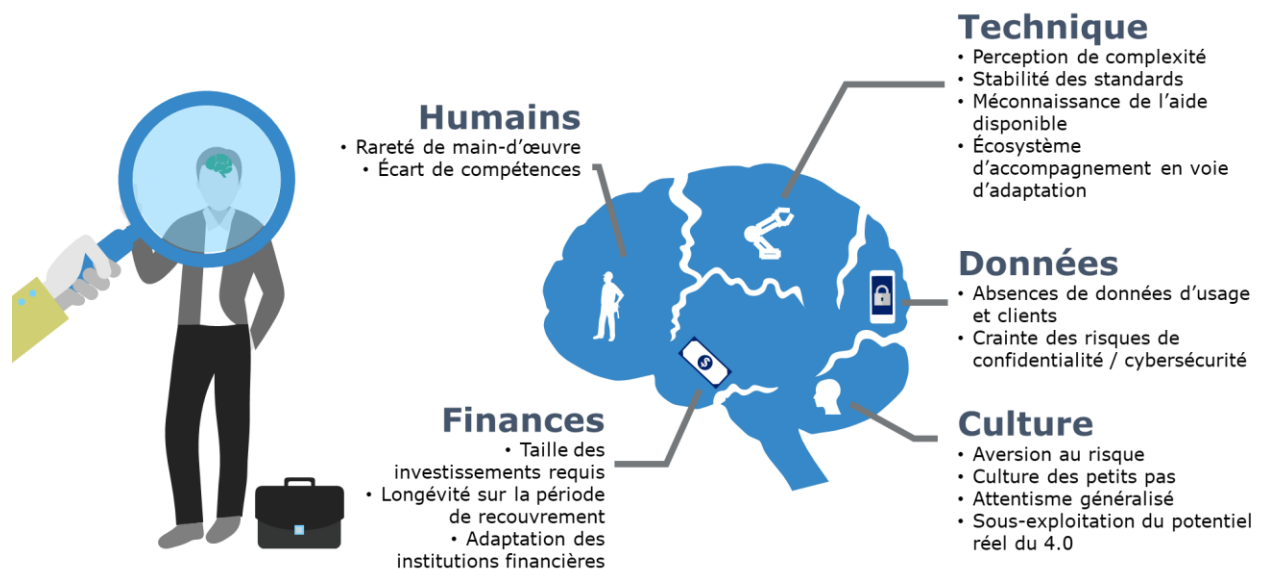 Technique
• Perception de complexité
• Stabilité des standards
• Méconnaissance de l'aide
disponible
• Écosystème
d'accompagnement en voie
d'adaptation
Humains
• Rareté de main-d'œuvre
• Écart de compétences
Données
• Absences de données d'usage
et clients
• Crainte des risques de
confidentialité / cybersécurité
Finances
• Taille des
investissements requis
• Longévité sur la période
de recouvrement
• Adaptation des
institutions financières
Culture
• Aversion au risque
• Culture des petits pas
• Attentisme généralisé
• Sous-exploitation du potentiel
réel du 4.0
$